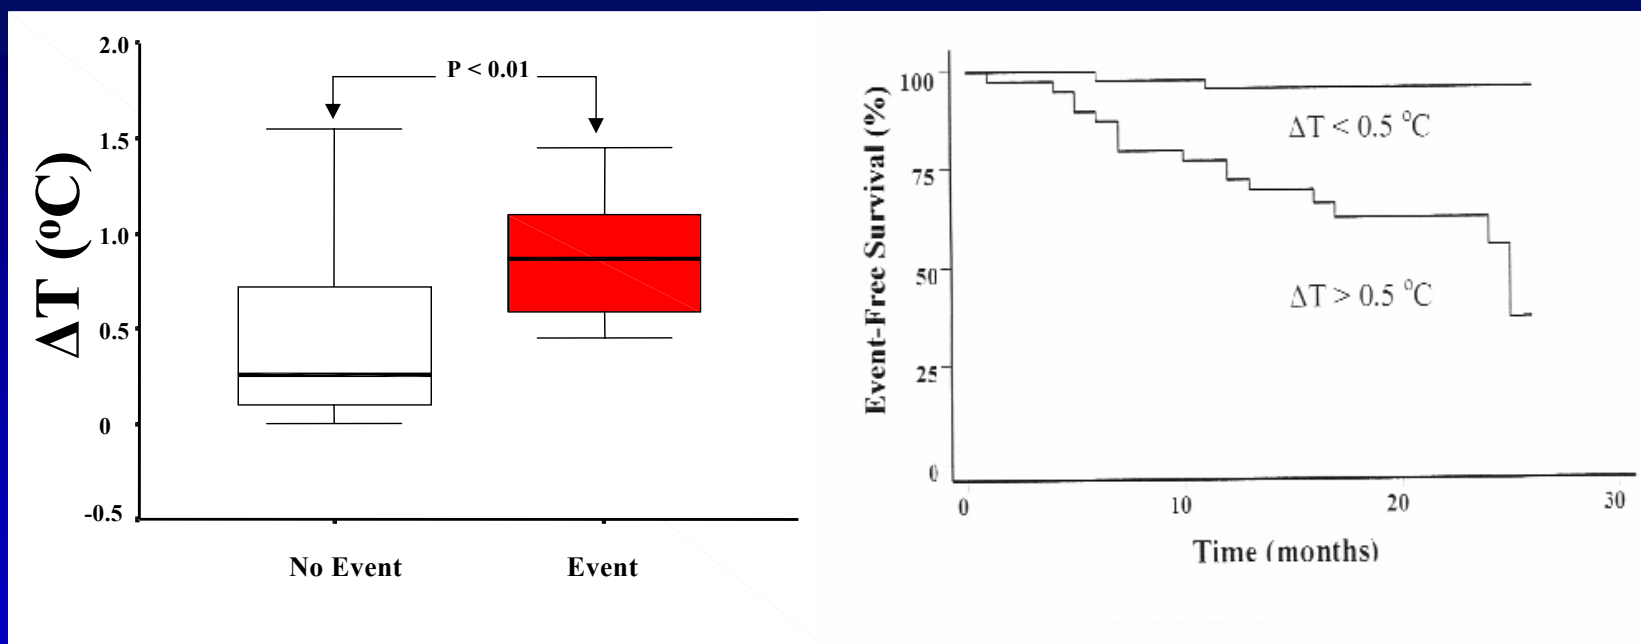 2.0
P < 0.01
1.5
1.0
0.5
0
-0.5
ΔT (ºC)
No Event
Event
100
75
50
25
0
Event-Free Survival (%)
ΔT < 0.5 °C
ΔT > 0.5 °C
0
10
20
30
Time (months)